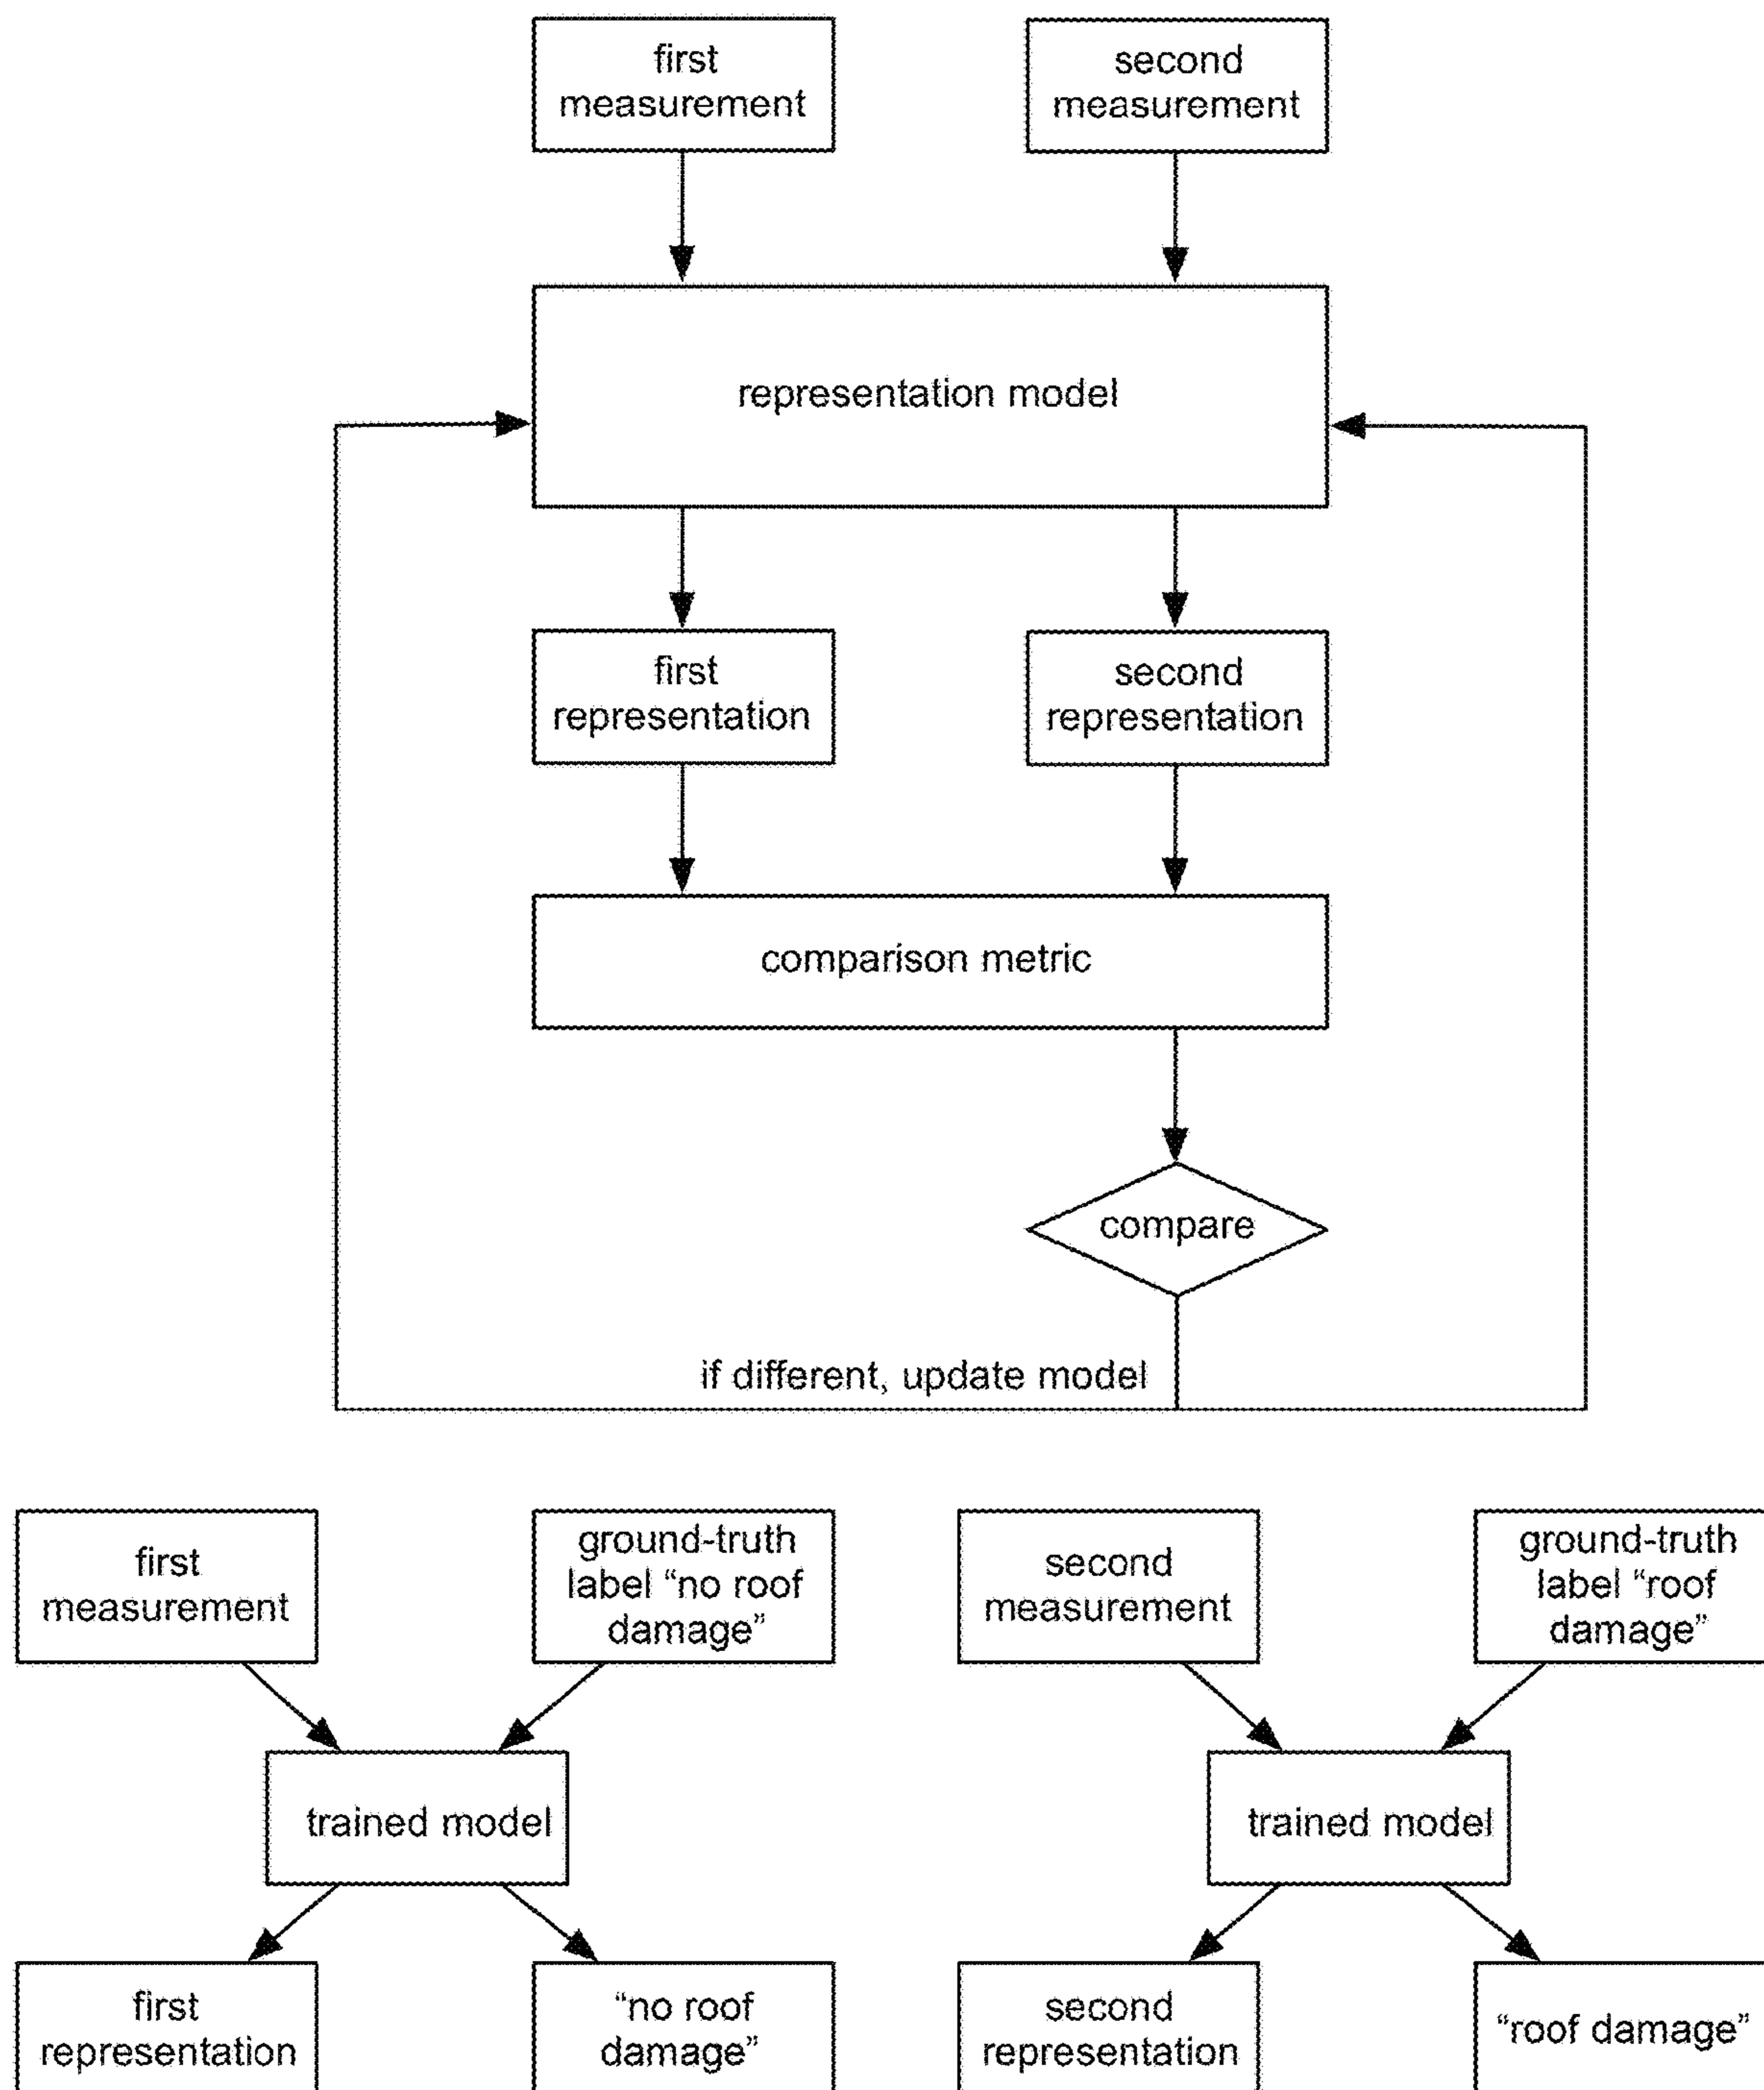 first
measurement
second
measurement
representation model
first
representation
second
representation
comparison metric
compare
if different, update model
first
measurement
ground-truth
label “no roof
damage”
second
measurement
ground-truth
label “roof
damage”
trained model
trained model
first
representation
“no roof
damage”
second
representation
“roof damage”